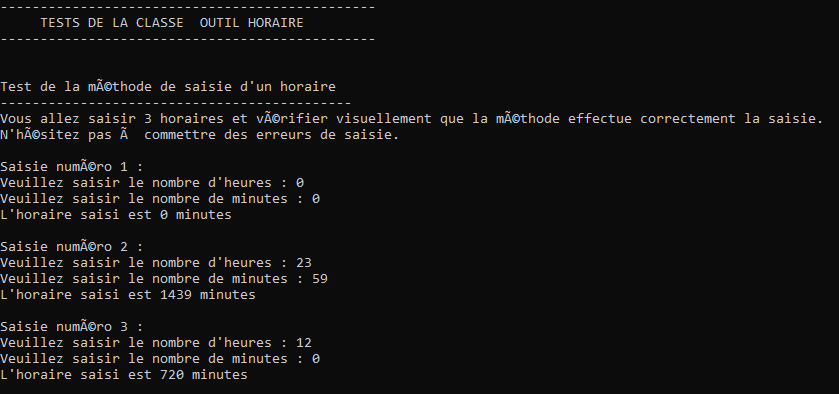 -----------------------------------------------
     TESTS DE LA CLASSE  OUTIL HORAIRE
-----------------------------------------------
Test de la mÃ©thode de saisie d'un horaire
--------------------------------------------
Vous allez saisir 3 horaires et vÃ©rifier visuellement que la mÃ©thode effectue correctement la saisie.
N'hÃ©sitez pas Ã  commettre des erreurs de saisie.
Saisie numÃ©ro 1 :
Veuillez saisir le nombre d'heures : 0
Veuillez saisir le nombre de minutes : 0
L'horaire saisi est 0 minutes
Saisie numÃ©ro 2 :
Veuillez saisir le nombre d'heures : 23
Veuillez saisir le nombre de minutes : 59
L'horaire saisi est 1439 minutes
Saisie numÃ©ro 3 :
Veuillez saisir le nombre d'heures : 12
Veuillez saisir le nombre de minutes : 0
L'horaire saisi est 720 minutes